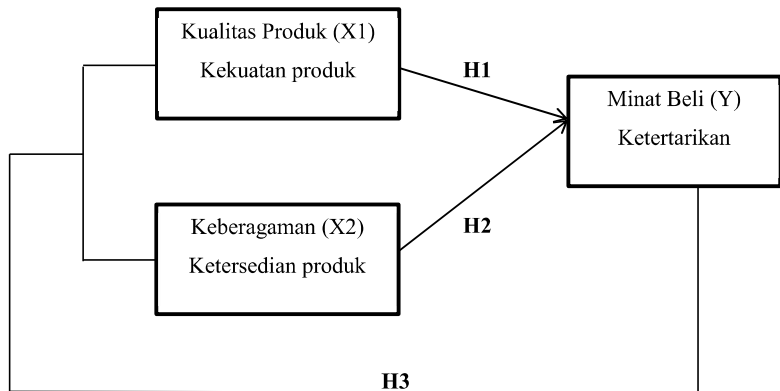 Kualitas Produk (X1)
Kekuatan produk
H1
Minat Beli (Y)
Ketertarikan
Keberagaman (X2)
Ketersedian produk
H2
H3